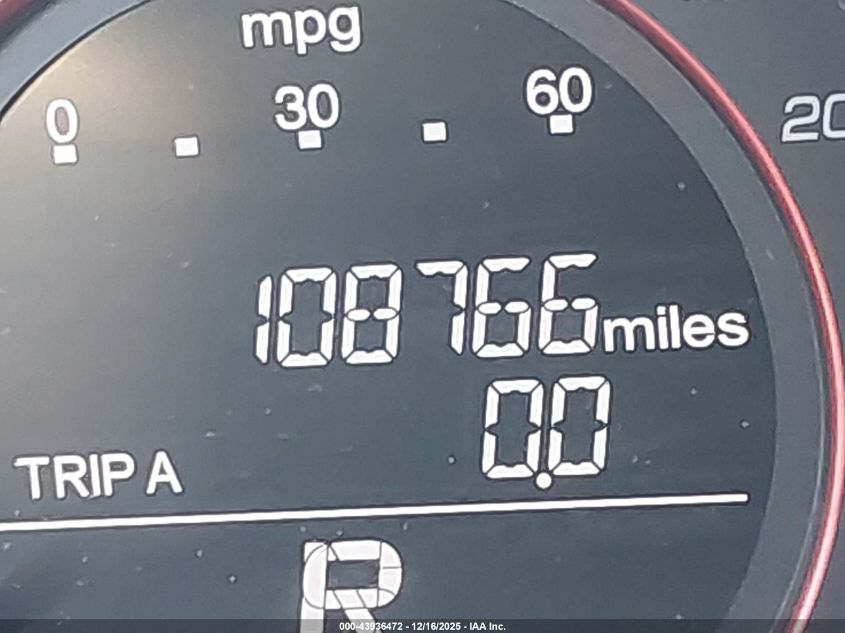 mpg
0 30 60
20
108766 miles
0.0
TRIP A
R
000-43936472 - 12/16/2025 - IAA Inc.